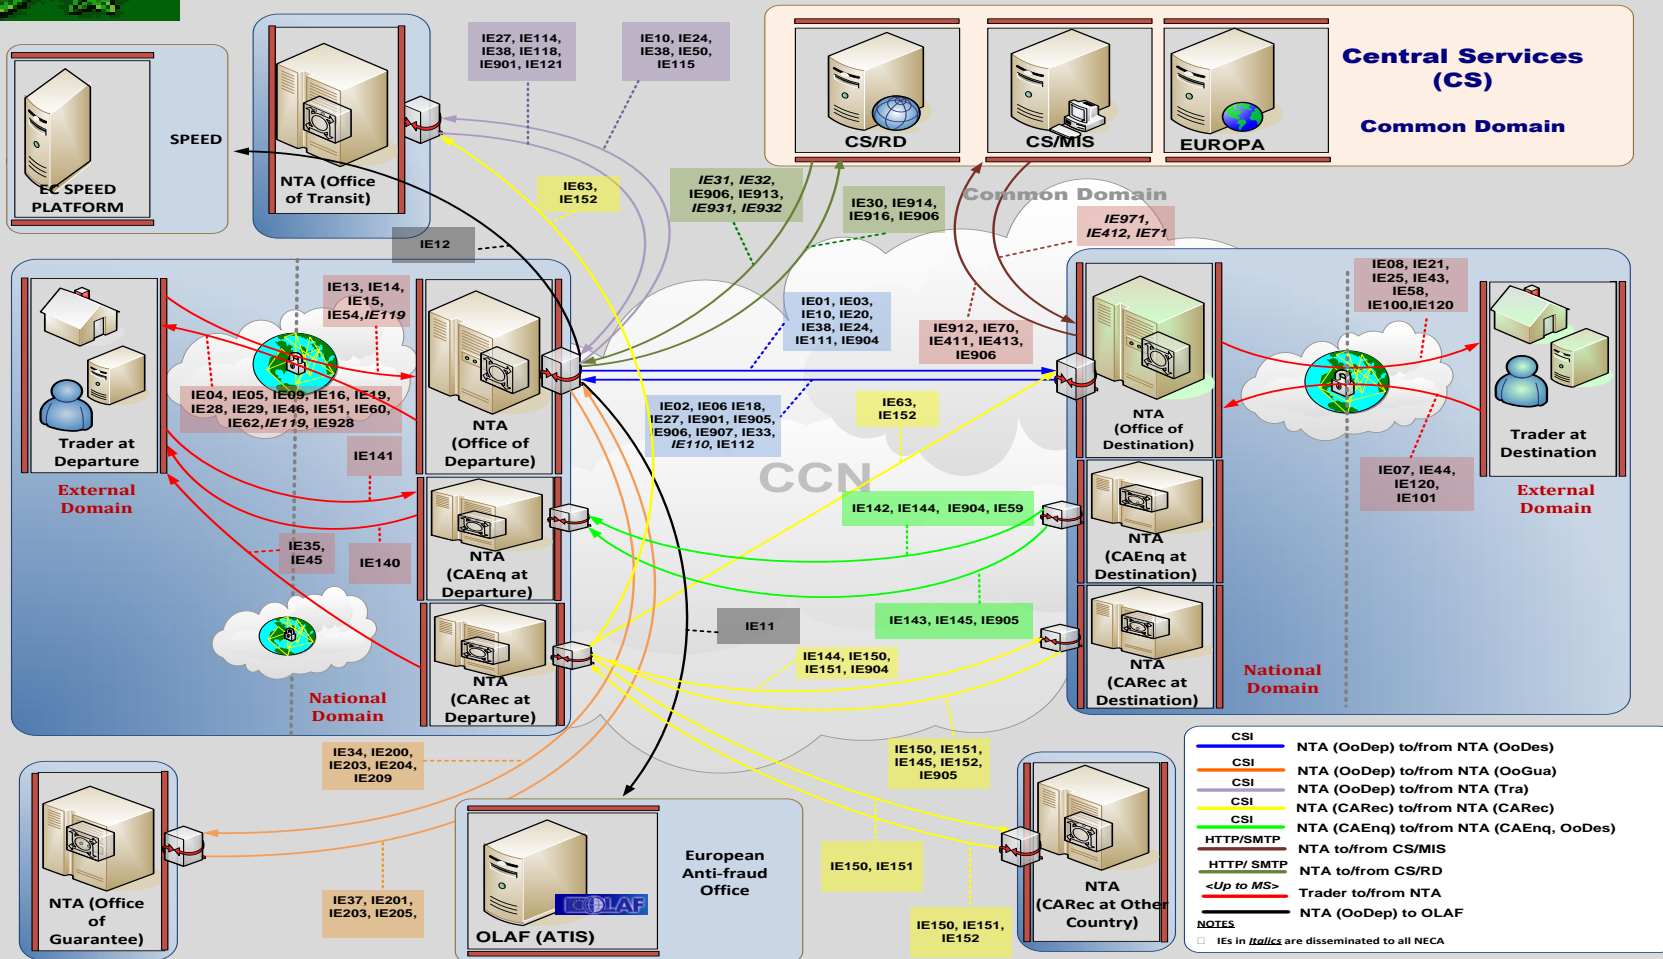 EC SPEED
PLATFORM
SPEED
NTA (Office
of Transit)
IE27, IE114,
IE38, IE118,
IE901, IE121
IE10, IE24,
IE38, IE50,
IE115
CS/RD
CS/MIS
EUROPA
Central Services
(CS)
Common Domain
IE63,
IE152
IE31, IE32,
IE906, IE913,
IE931, IE932
IE30, IE914,
IE916, IE906
Common Domain
IE971,
IE412, IE71
IE12
IE13, IE14,
IE15,
IE54,IE119
IE04, IE05, IE09, IE16, IE19,
IE28, IE29, IE46, IE51, IE60,
IE62,IE119, IE928
Trader at
Departure
External
Domain
IE141
IE35,
IE45
IE140
National
Domain
NTA
(Office of
Departure)
NTA
(CAEnq at
Departure)
NTA
(CARec at
Departure)
IE01, IE03,
IE10, IE20,
IE38, IE24,
IE111, IE904
IE912, IE70,
IE411, IE413,
IE906
IE02, IE06 IE18,
IE27, IE901, IE905,
IE906, IE907, IE33,
IE110, IE112
IE63,
IE152
CCN
IE142, IE144, IE904, IE59
IE143, IE145, IE905
IE11
IE144, IE150,
IE151, IE904
NTA
(Office of
Destination)
NTA
(CAEnq at
Destination)
NTA
(CARec at
Destination)
National
Domain
IE08, IE21,
IE25, IE43,
IE58,
IE100,IE120
IE07, IE44,
IE120,
IE101
Trader at
Destination
External
Domain
IE34, IE200,
IE203, IE204,
IE209
IE150, IE151,
IE145, IE152,
IE905
NTA (Office
of
Guarantee)
IE37, IE201,
IE203, IE205,
OLAF
OLAF (ATIS)
European
Anti-fraud
Office
IE150, IE151
IE150, IE151,
IE152
NTA
(CARec at Other
Country)
CSI NTA (OoDep) to/from NTA (OoDes)
CSI NTA (OoDep) to/from NTA (OoGua)
CSI NTA (OoDep) to/from NTA (Tra)
CSI NTA (CARec) to/from NTA (CARec)
CSI NTA (CAEnq) to/from NTA (CAEnq, OoDes)
HTTP/SMTP NTA to/from CS/MIS
HTTP/ SMTP NTA to/from CS/RD
<Up to MS> Trader to/from NTA
NTA (OoDep) to OLAF
NOTES
IEs in Italics are disseminated to all NECA